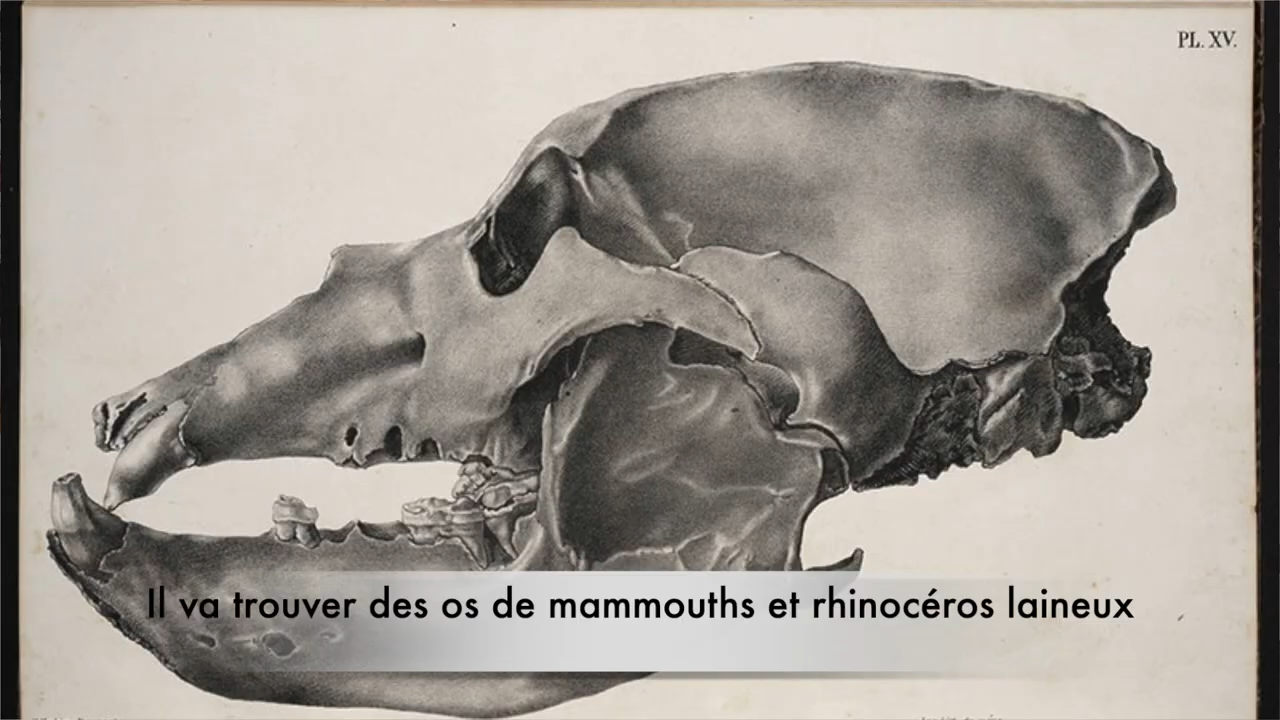 PL. XV.
Il va trouver des os de mammouths et rhinocéros laineux